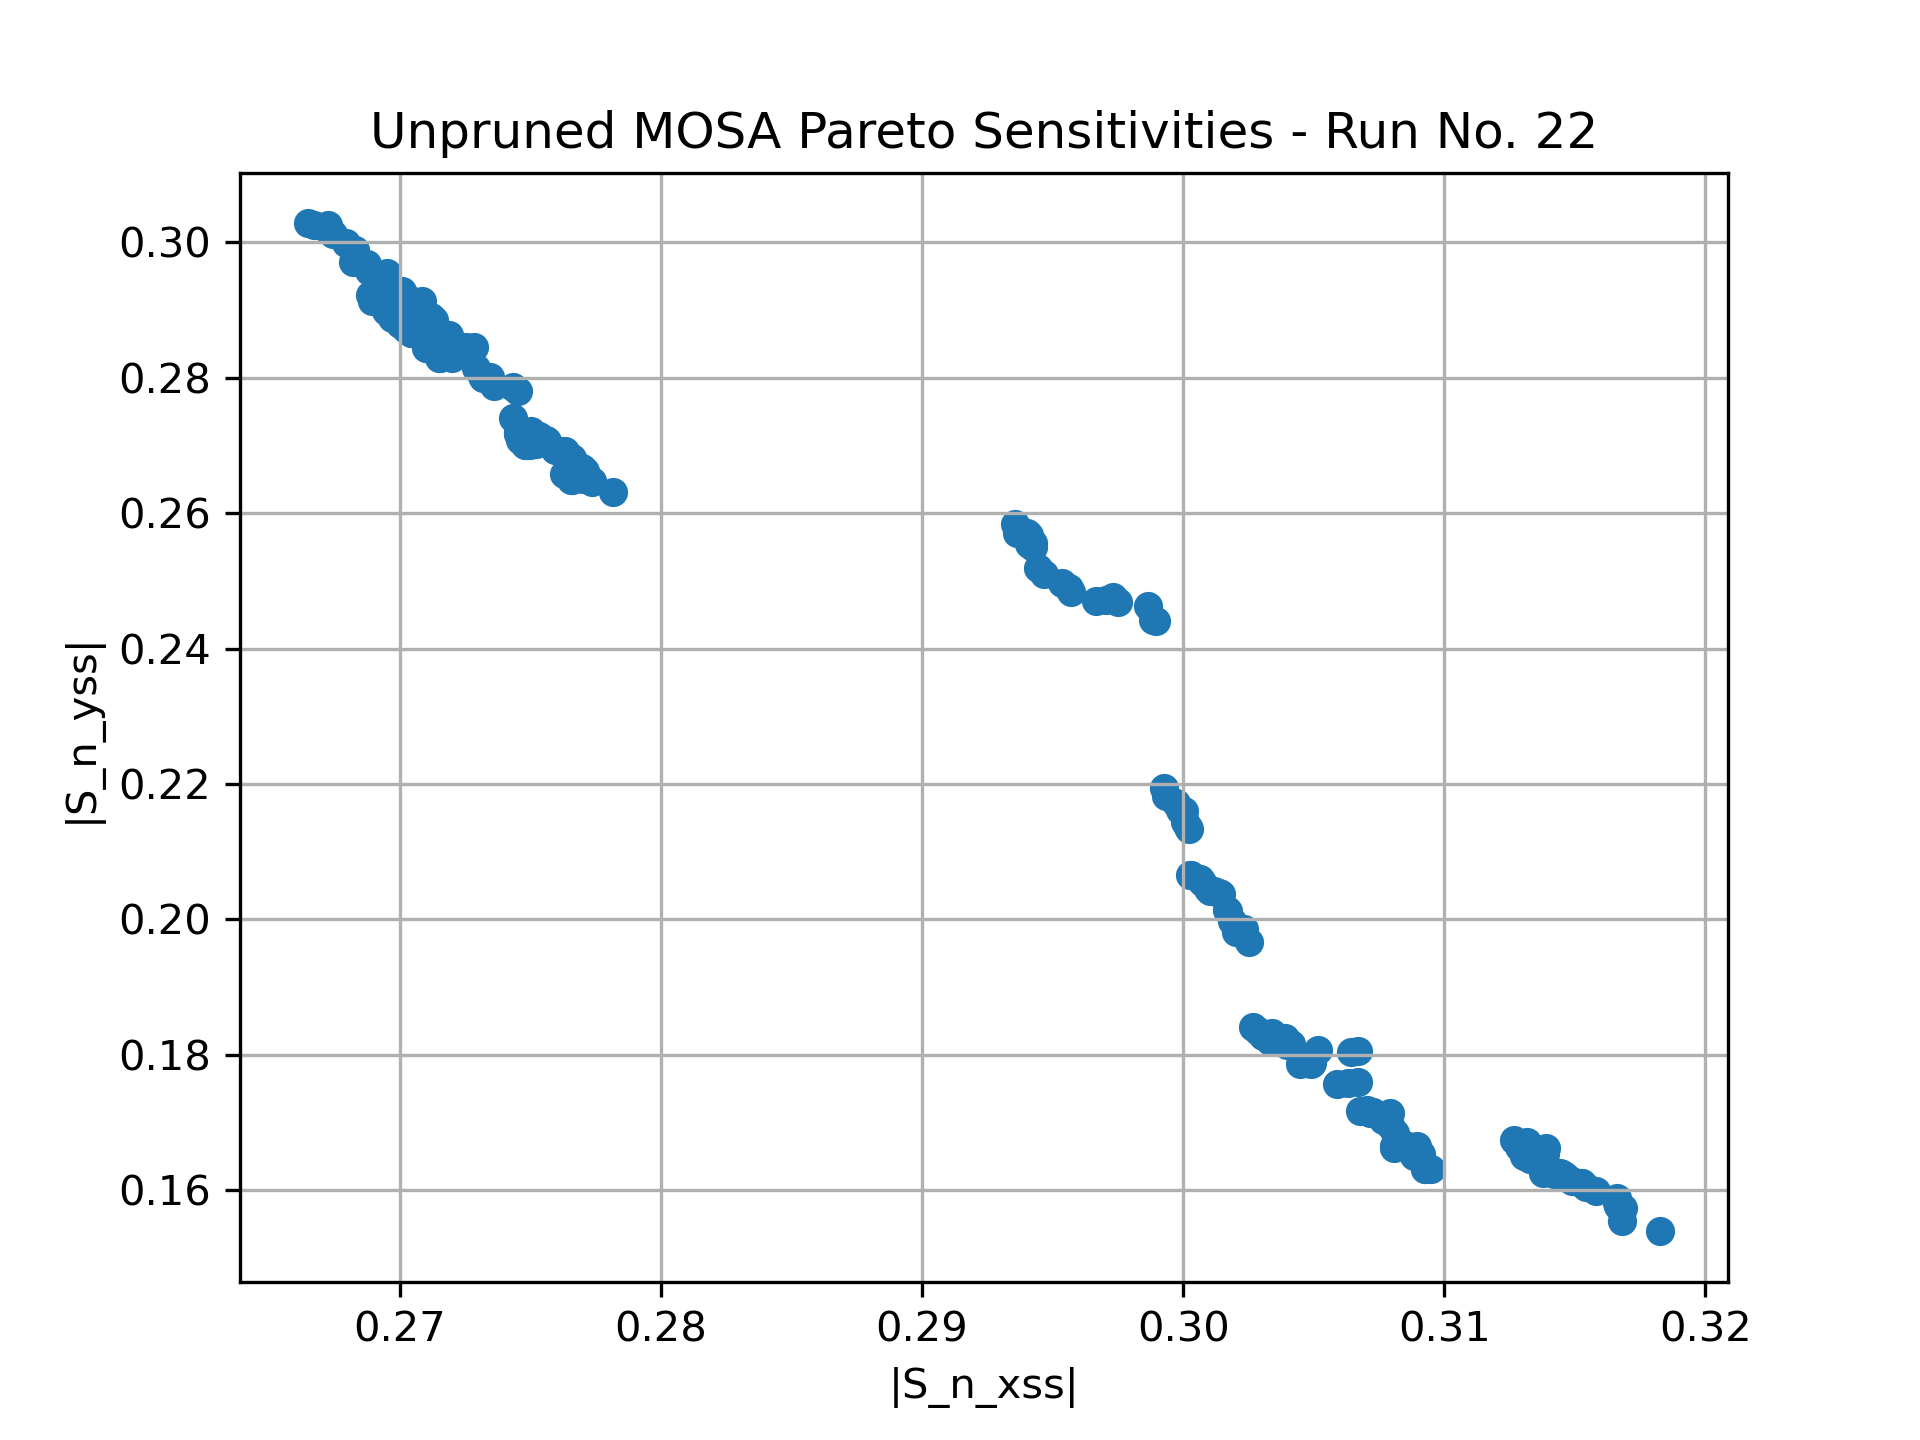 Unpruned MOSA Pareto Sensitivities - Run No. 22
|S_n_yss|
0.30
0.28
0.26
0.24
0.22
0.20
0.18
0.16
0.27 0.28 0.29 0.30 0.31 0.32
|S_n_xss|